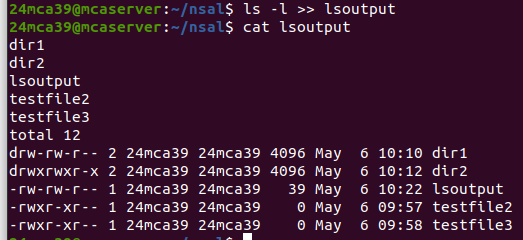 24mca39@mcaserver:~/nsal$ ls -l >> lsoutput
24mca39@mcaserver:~/nsal$ cat lsoutput
dir1
dir2
lsoutput
testfile2
testfile3
total 12
drw-rw-r-- 2 24mca39 24mca39 4096 May  6 10:10 dir1
drwxrwxr-x 2 24mca39 24mca39 4096 May  6 10:12 dir2
-rw-rw-r-- 1 24mca39 24mca39   39 May  6 10:22 lsoutput
-rwxr-xr-- 1 24mca39 24mca39    0 May  6 09:57 testfile2
-rwxr-xr-- 1 24mca39 24mca39    0 May  6 09:58 testfile3
24mca39@mcaserver:~/nsal$